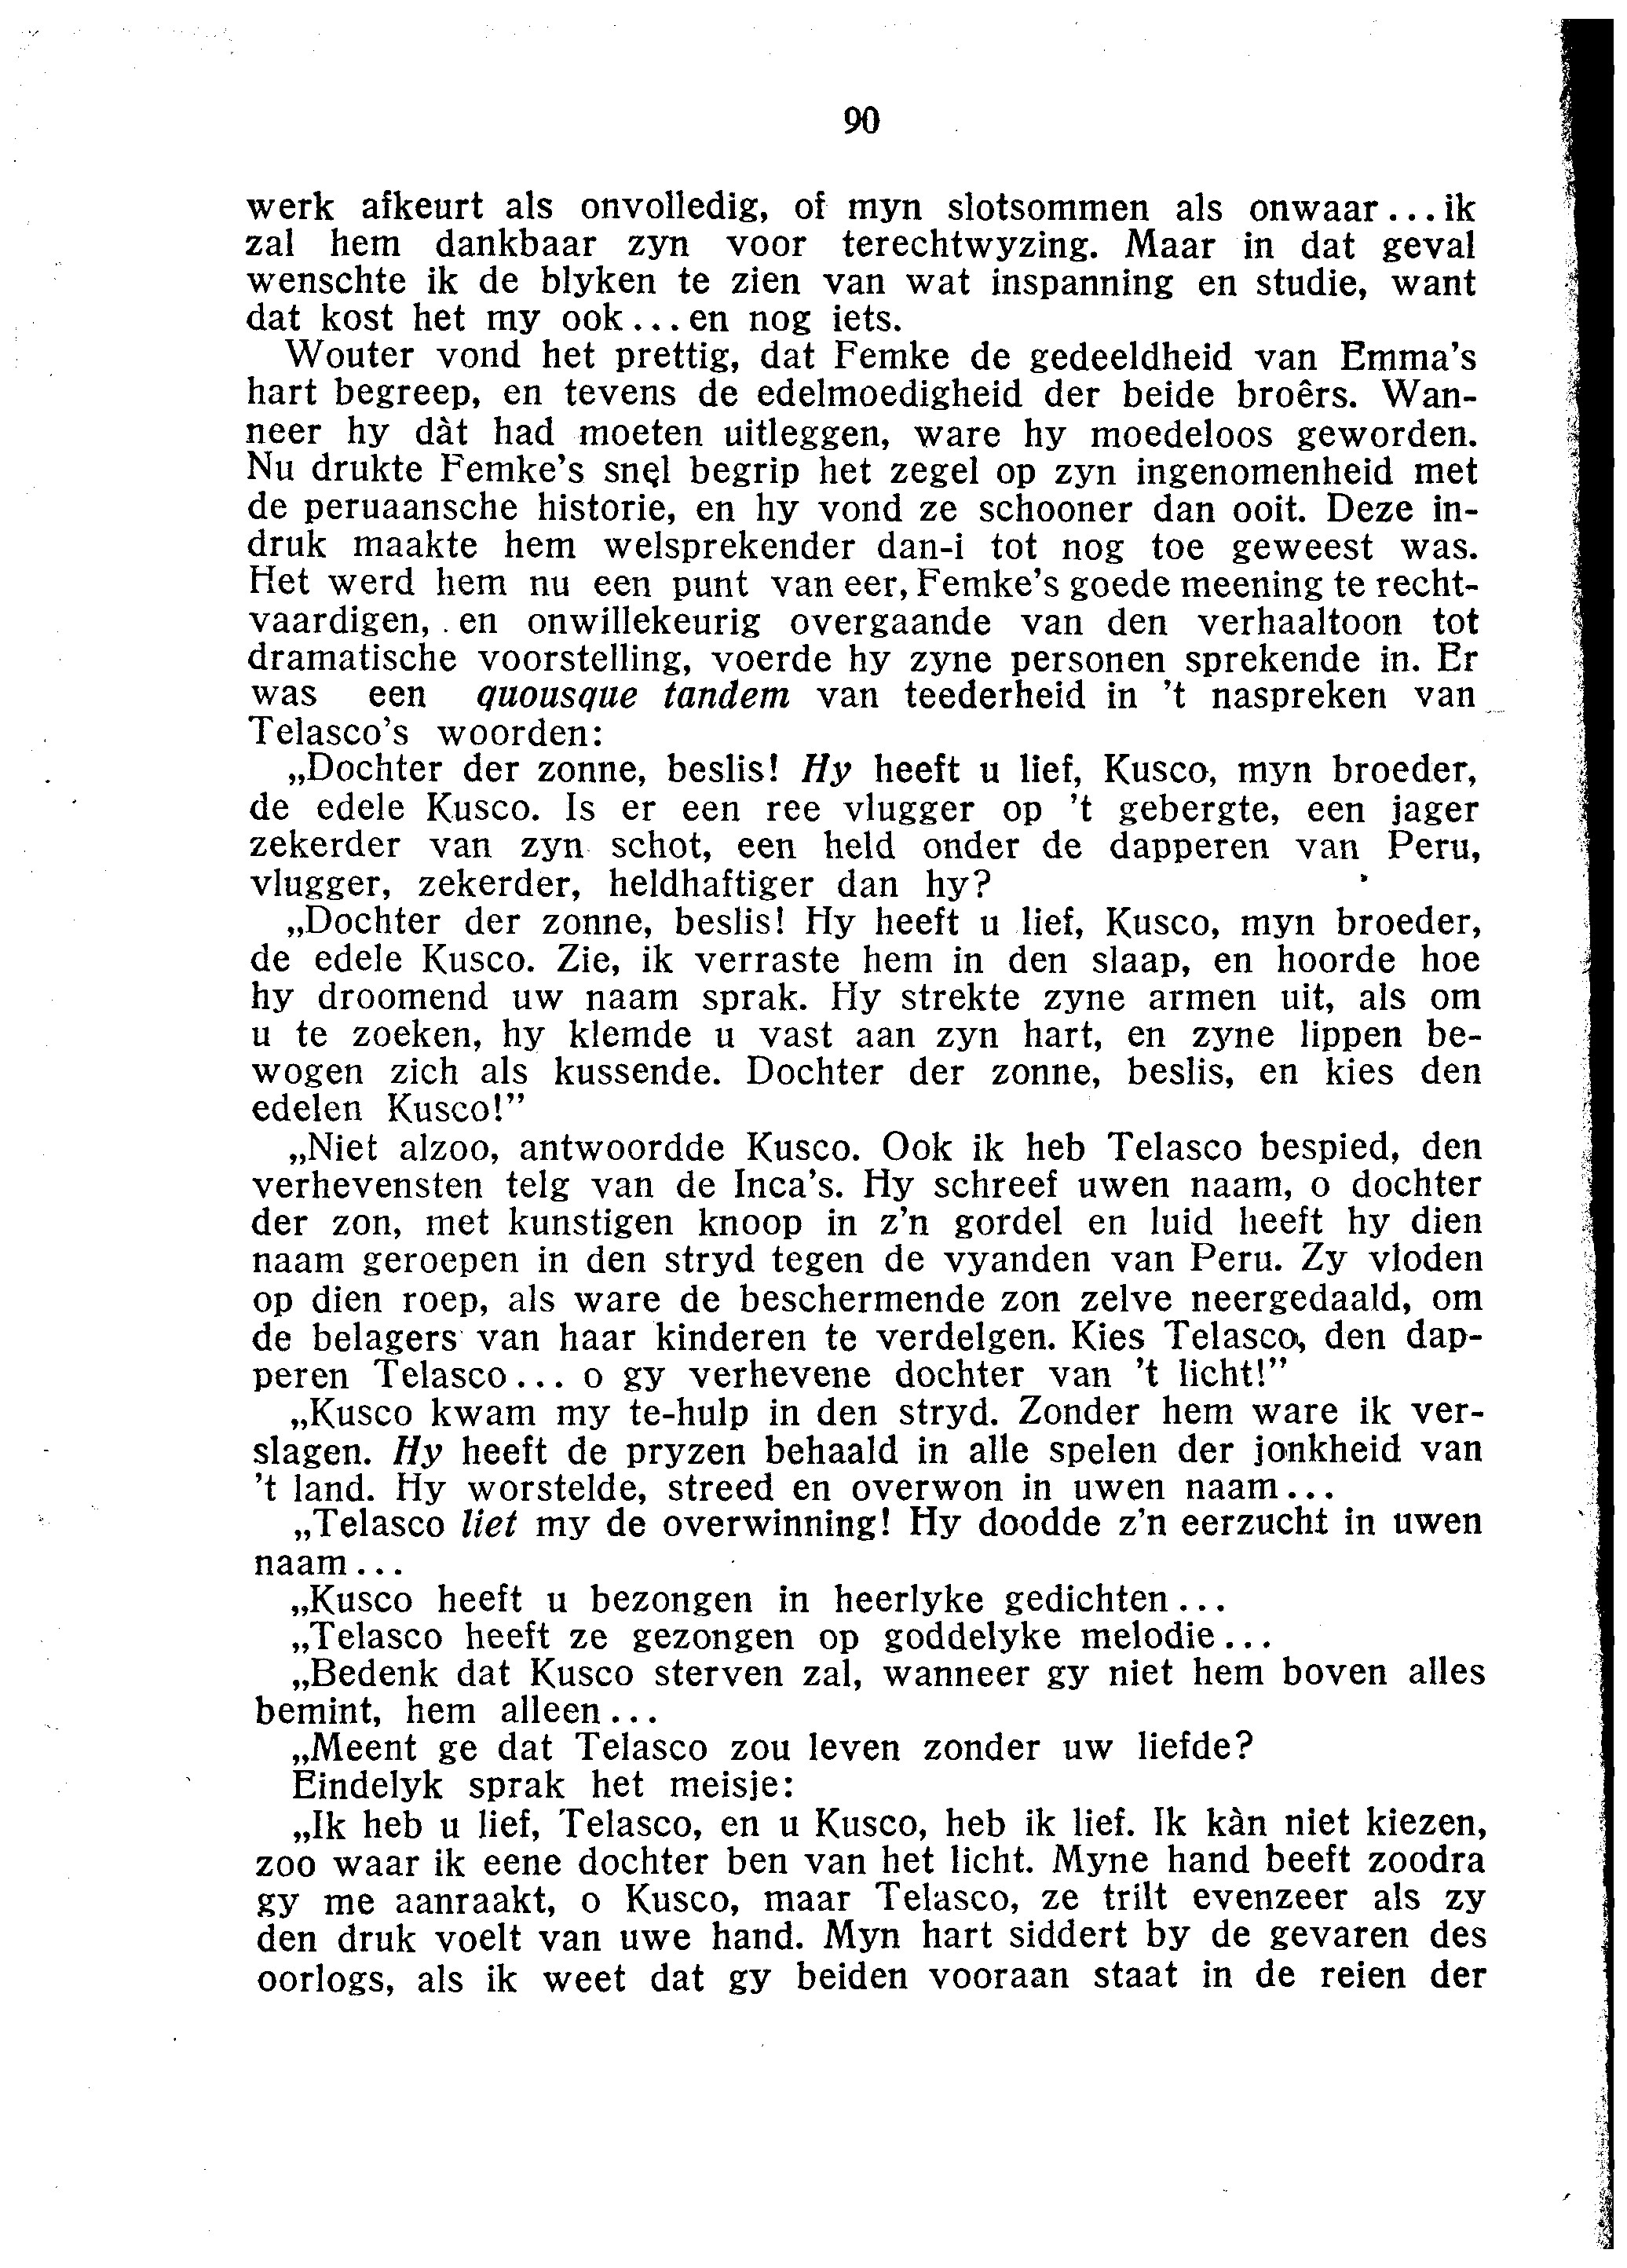 90
werk afkeurt als onvolledig, of myn slotsommen als onwaar... ik
zal hem dankbaar zyn voor terechtwyzing. Maar in dat geval
wenschte ik de blyken te zien van wat inspanning en studie, want
dat kost het my ook... en nog iets.
Wouter vond het prettig, dat Femke de gedeeldheid van Emma's
hart begreep, en tevens de edelmoedigheid der beide broêrs. Wan-
neer hy dàt had moeten uitleggen, ware hy moedeloos geworden.
Nu drukte Femke's snel begrip het zegel op zyn ingenomenheid met
de peruaansche historie, en hy vond ze schooner dan ooit. Deze in-
druk maakte hem welsprekender dan-i tot nog toe geweest was.
Het werd hem nu een punt van eer, Femke's goede meening te recht-
vaardigen, en onwillekeurig overgaande van den verhaaltoon tot
dramatische voorstelling, voerde hy zyne personen sprekende in. Er
was een quousque tandem van teederheid in 't naspreken van
Telasco's woorden:
„Dochter der zonne, beslis! Hy heeft u lief, Kusco, myn broeder,
de edele Kusco. Is er een ree vlugger op 't gebergte, een jager
zekerder van zyn schot, een held onder de dapperen van Peru,
vlugger, zekerder, heldhaftiger dan hy?
„Dochter der zonne, beslis! Hy heeft u lief, Kusco, myn broeder,
de edele Kusco. Zie, ik verraste hem in den slaap, en hoorde hoe
hy droomend uw naam sprak. Hy strekte zyne armen uit, als om
u te zoeken, hy klemde u vast aan zyn hart, en zyne lippen be-
wogen zich als kussende. Dochter der zonne, beslis, en kies den
edelen Kusco!”
„Niet alzoo, antwoordde Kusco. Ook ik heb Telasco bespied, den
verhevensten telg van de Inca's. Hy schreef uwen naam, o dochter
der zon, met kunstigen knoop in z'n gordel en luid heeft hy dien
naam geroepen in den stryd tegen de vyanden van Peru. Zy vloden
op dien roep, als ware de beschermende zon zelve neergedaald, om
de belagers van haar kinderen te verdelgen. Kies Telasco, den dap-
peren Telasco... o gy verhevene dochter van 't licht!”
„Kusco kwam my te-hulp in den stryd. Zonder hem ware ik ver-
slagen. Hy heeft de pryzen behaald in alle spelen der jonkheid van
't land. Hy worstelde, streed en overwon in uwen naam...
„Telasco liet my de overwinning! Hy doodde z'n eerzucht in uwen
naam...
„Kusco heeft u bezongen in heerlyke gedichten...
„Telasco heeft ze gezongen op goddelyke melodie...
„Bedenk dat Kusco sterven zal, wanneer gy niet hem boven alles
bemint, hem alleen...
„Meent ge dat Telasco zou leven zonder uw liefde?
Eindelyk sprak het meisje:
„Ik heb u lief, Telasco, en u Kusco, heb ik lief. Ik kàn niet kiezen,
zoo waar ik eene dochter ben van het licht. Myne hand beeft zoodra
gy me aanraakt, o Kusco, maar Telasco, ze trilt evenzeer als zy
den druk voelt van uwe hand. Myn hart siddert by de gevaren des
oorlogs, als ik weet dat gy beiden vooraan staat in de reien der